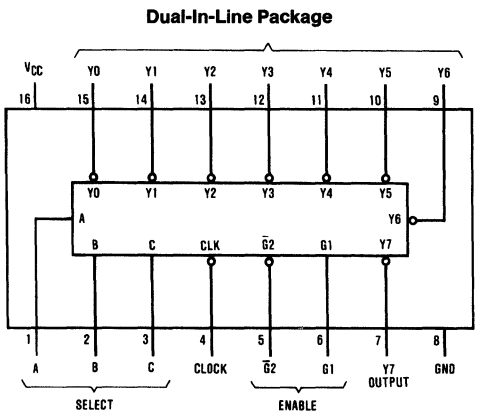 Dual-In-Line Package
VCC Y0 Y1 Y2 Y3 Y4 Y5 Y6
16 15 14 13 12 11 10 9
Y0 Y1 Y2 Y3 Y4 Y5
A Y6
B C CLK G̅2 G1 Y7
1 2 3 4 5 6 7 8
A B C CLOCK G̅2 G1 Y7 GND
OUTPUT
SELECT ENABLE